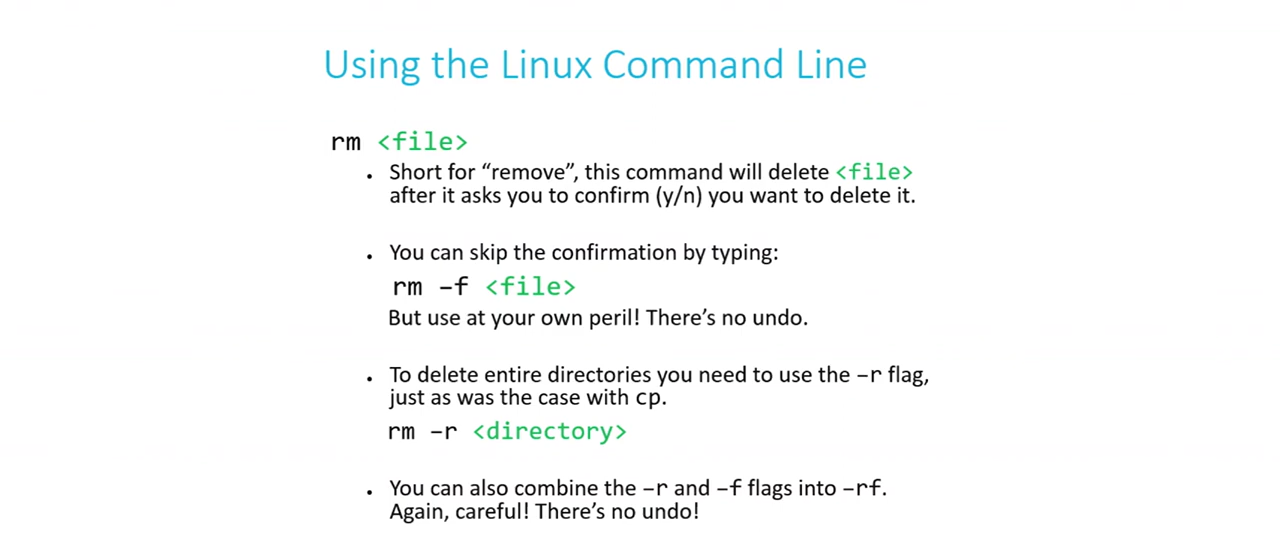 Using the Linux Command Line
rm <file>
• Short for “remove”, this command will delete <file>
after it asks you to confirm (y/n) you want to delete it.
• You can skip the confirmation by typing:
rm –f <file>
But use at your own peril! There’s no undo.
• To delete entire directories you need to use the –r flag,
just as was the case with cp.
rm –r <directory>
• You can also combine the –r and –f flags into –rf.
Again, careful! There’s no undo!